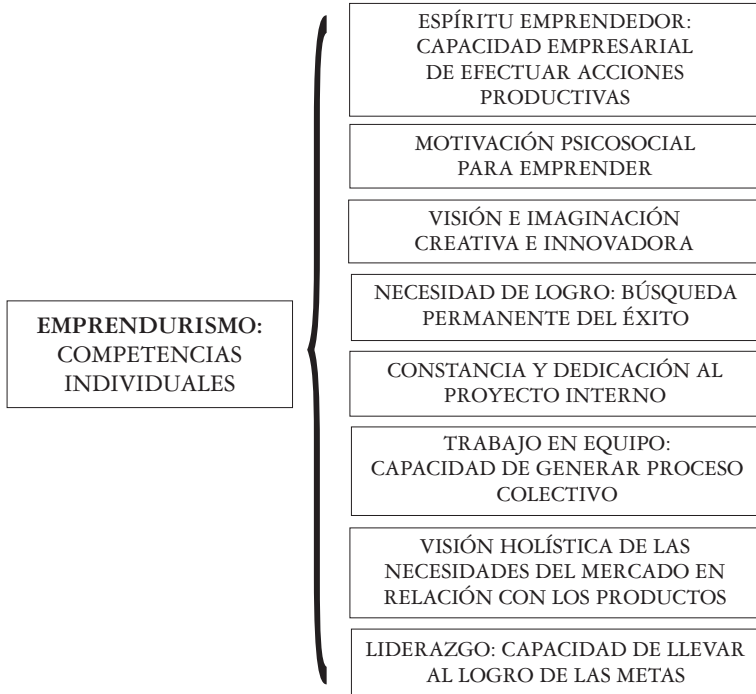 EMPRENDURISMO:
COMPETENCIAS
INDIVIDUALES
ESPÍRITU EMPRENDEDOR:
CAPACIDAD EMPRESARIAL
DE EFECTUAR ACCIONES
PRODUCTIVAS
MOTIVACIÓN PSICOSOCIAL
PARA EMPRENDER
VISIÓN E IMAGINACIÓN
CREATIVA E INNOVADORA
NECESIDAD DE LOGRO: BÚSQUEDA
PERMANENTE DEL ÉXITO
CONSTANCIA Y DEDICACIÓN AL
PROYECTO INTERNO
TRABAJO EN EQUIPO:
CAPACIDAD DE GENERAR PROCESO
COLECTIVO
VISIÓN HOLÍSTICA DE LAS
NECESIDADES DEL MERCADO EN
RELACIÓN CON LOS PRODUCTOS
LIDERAZGO: CAPACIDAD DE LLEVAR
AL LOGRO DE LAS METAS